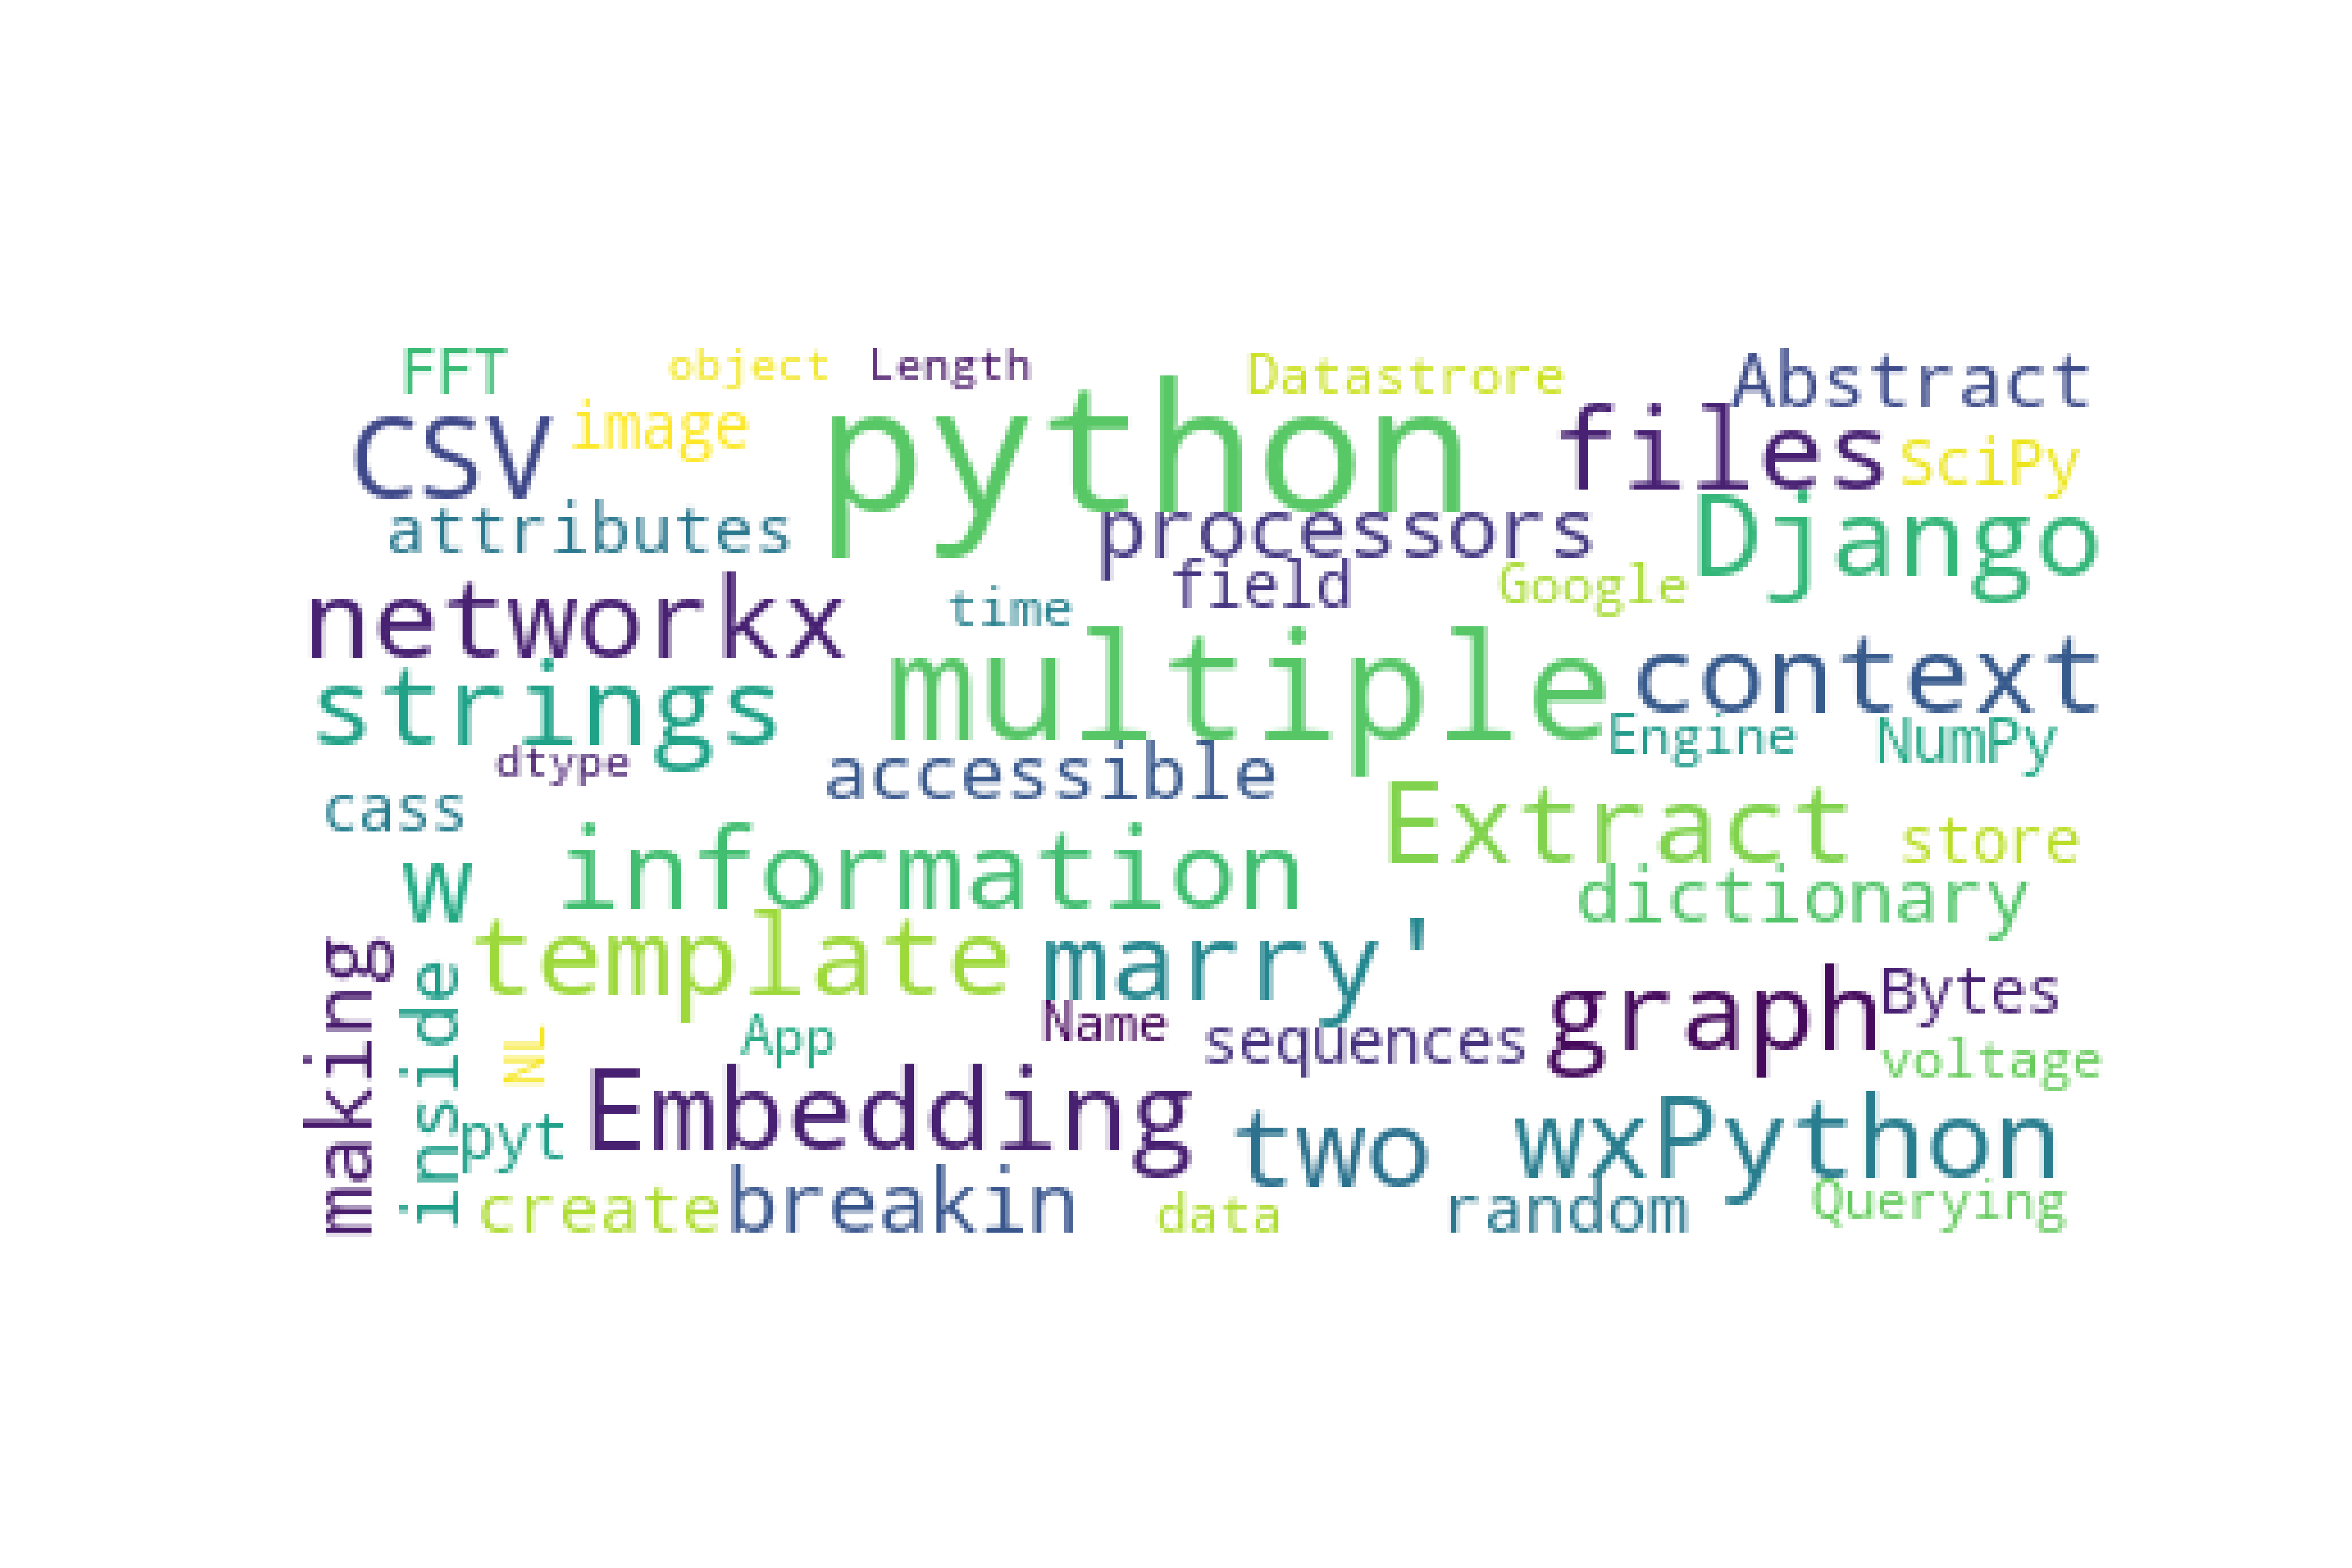 FFT object Length Datastrore Abstract
CSV image python files SciPy
attributes processors Django
networkx time field Google
strings multiple context
dtype accessible Engine NumPy
cass Extract store
w information dictionary
template marry'
making inside NIL App Name sequences graph Bytes
voltage
pyt Embedding two wxPython
create breakin data random Querying